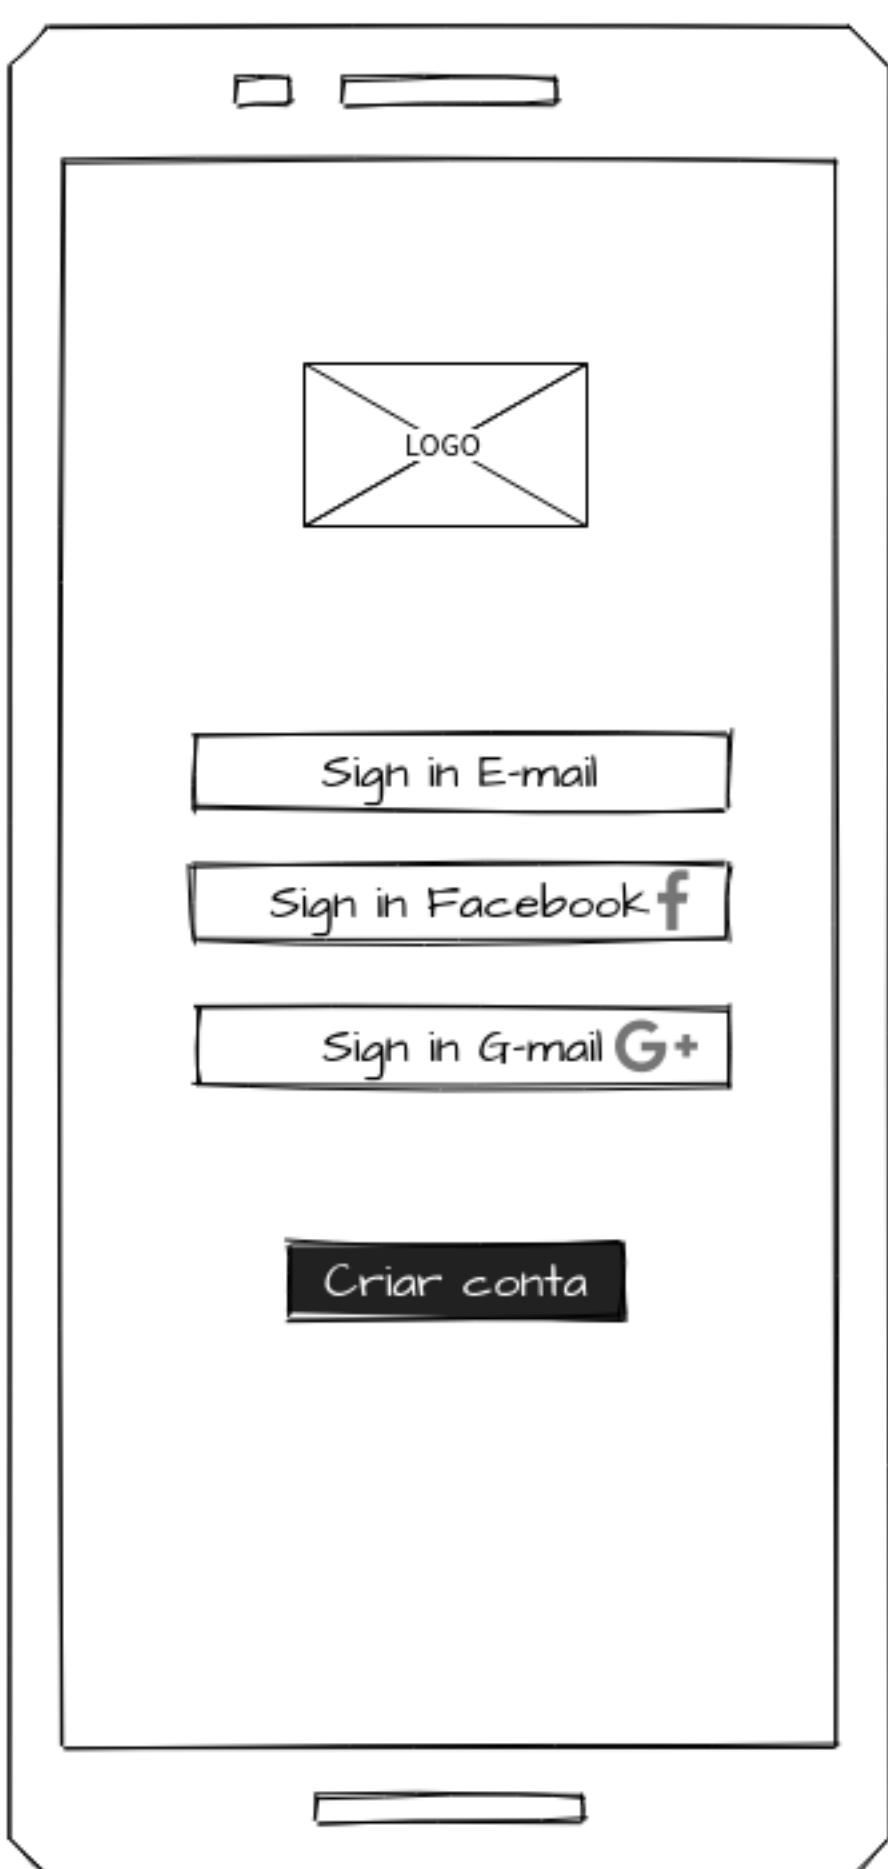 LOGO
Sign in E-mail
Sign in Facebook f
Sign in G-mail G+
Criar conta